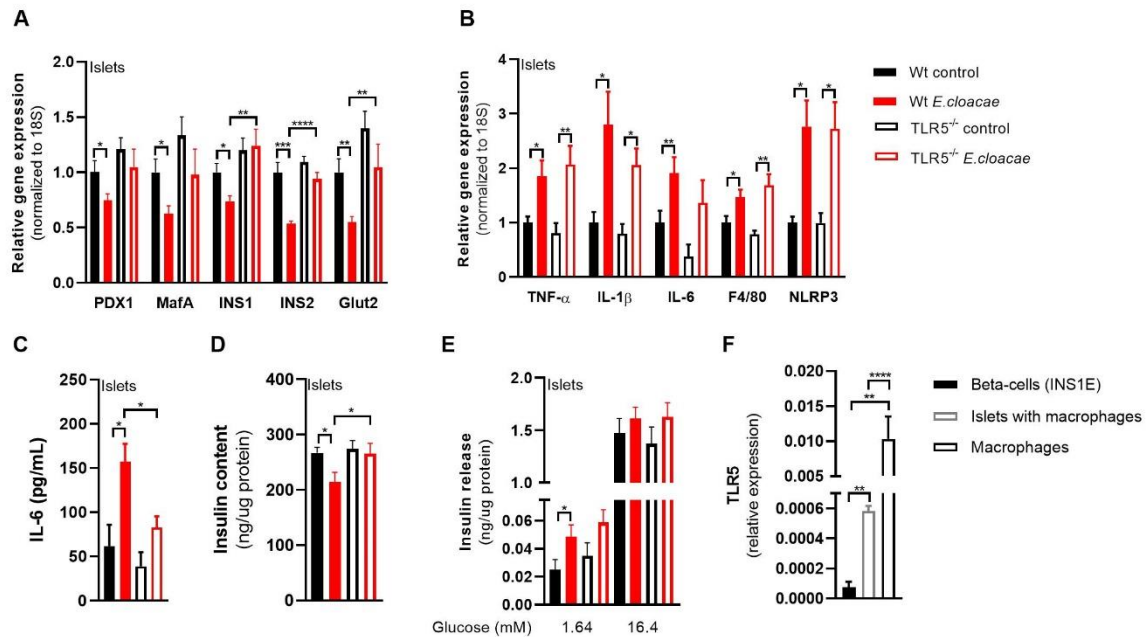 A
Islets
Relative gene expression
(normalized to 18S)
2.0
1.5
1.0
0.5
0.0
* * * *** ** ** **** **
PDX1 MafA INS1 INS2 Glut2
B
Islets
Relative gene expression
(normalized to 18S)
4
3
2
1
0
* ** * * ** * ** * *
TNF-α IL-1β IL-6 F4/80 NLRP3
Wt control
Wt E.cloacae
TLR5-/- control
TLR5-/- E.cloacae
C
Islets
IL-6 (pg/mL)
250
200
150
100
50
0
* *
D
Islets
Insulin content
(ng/ug protein)
400
300
200
100
0
* *
E
Islets
Insulin release
(ng/ug protein)
2.0
1.5
1.0
0.06
0.04
0.02
0.00
*
Glucose (mM) 1.64 16.4
F
TLR5
(relative expression)
0.020
0.015
0.010
0.005
0.000
0.0006
0.0004
0.0002
0.0000
**** ** **
Beta-cells (INS1E)
Islets with macrophages
Macrophages